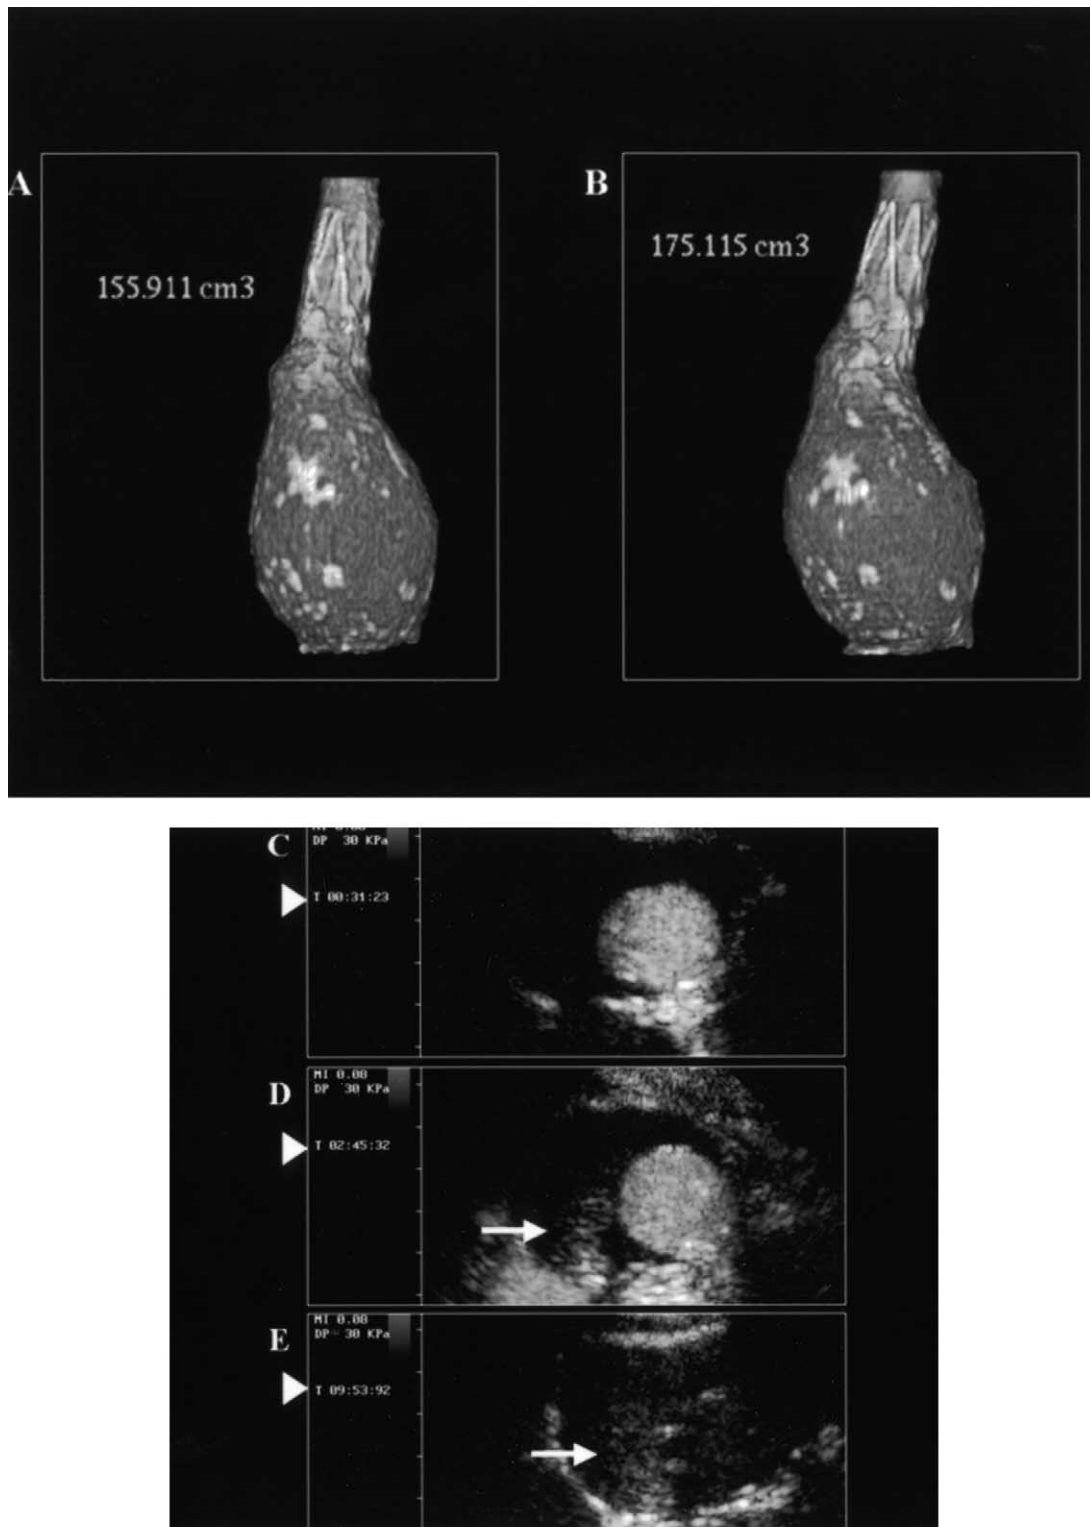 A
B
155.911 cm3
175.115 cm3
C
DP 30 KPa
T 00:31:23
MI 0.08
D
DP 30 KPa
T 02:45:32
MI 0.08
E
DP 30 KPa
T 09:53:92